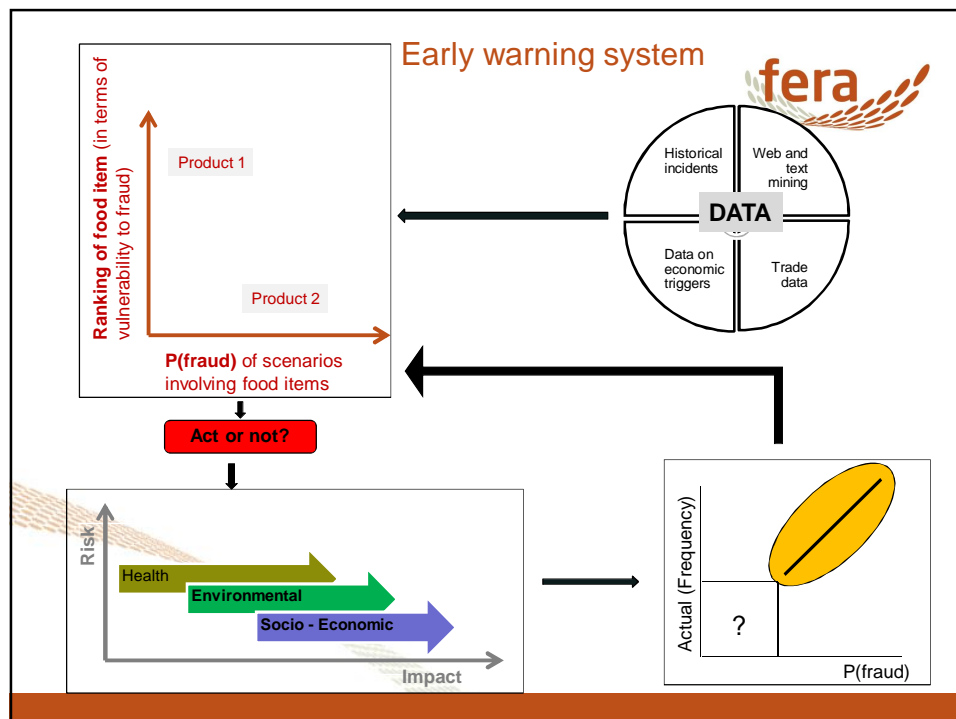 Early warning system
fera
Ranking of food item (in terms of
vulnerability to fraud)
Product 1
Product 2
P(fraud) of scenarios
involving food items
Historical
incidents
Web and
text
mining
DATA
Data on
economic
triggers
Trade
data
Act or not?
Risk
Health
Environmental
Socio - Economic
Impact
Actual (Frequency)
?
P(fraud)